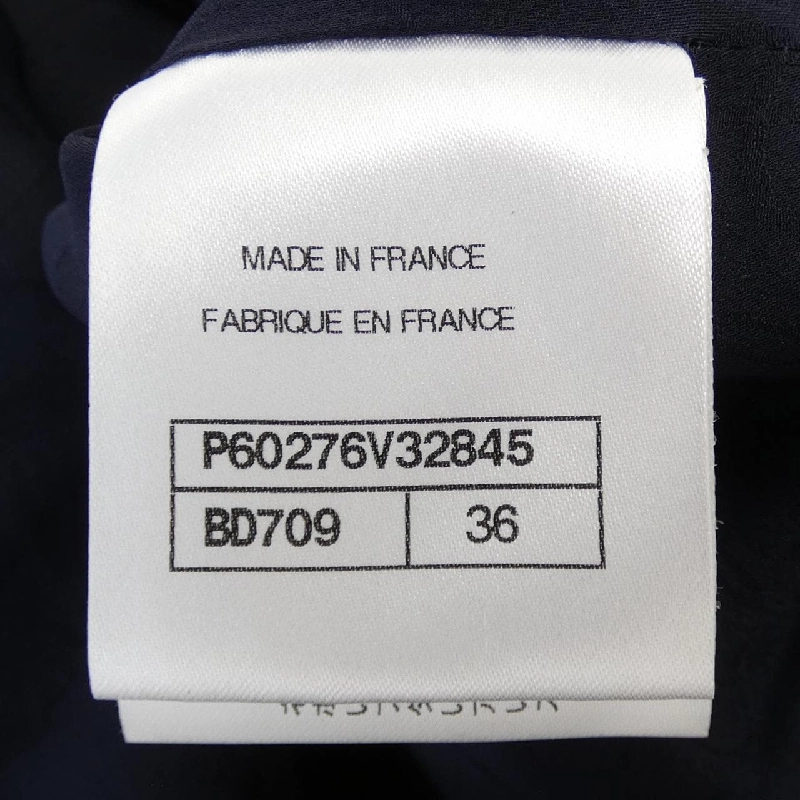 MADE IN FRANCE
FABRIQUE EN FRANCE
P60276V32845
BD709 36